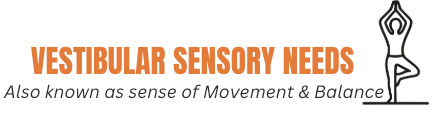 VESTIBULAR SENSORY NEEDS
Also known as sense of Movement & Balance